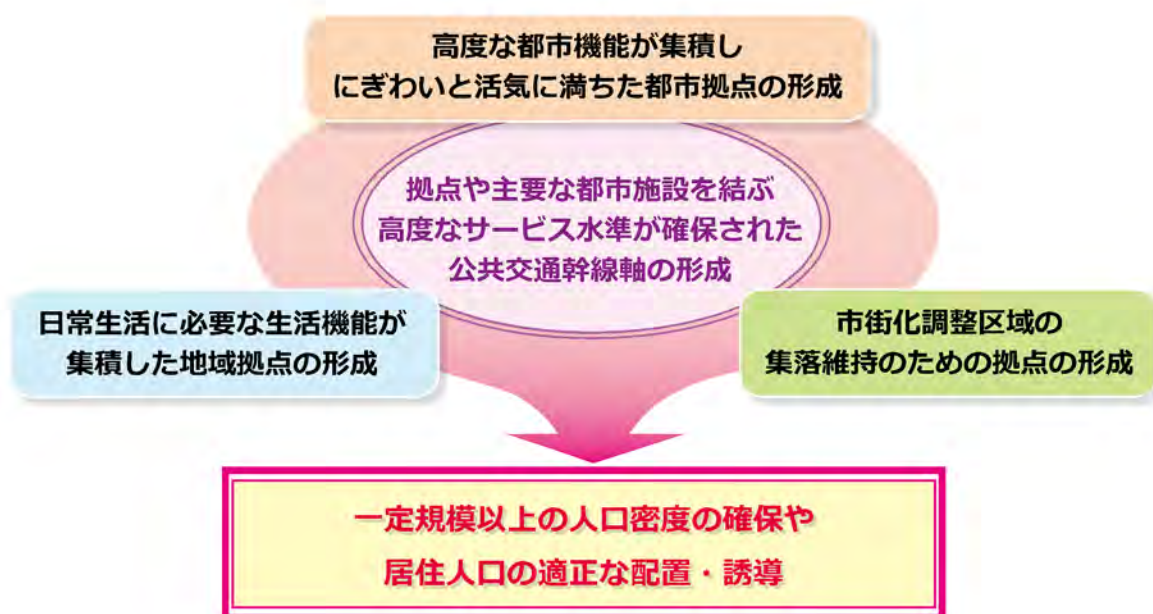 高度な都市機能が集積し
にぎわいと活気に満ちた都市拠点の形成
拠点や主要な都市施設を結ぶ
高度なサービス水準が確保された
公共交通幹線軸の形成
日常生活に必要な生活機能が
集積した地域拠点の形成
市街化調整区域の
集落維持のための拠点の形成
一定規模以上の人口密度の確保や
居住人口の適正な配置・誘導